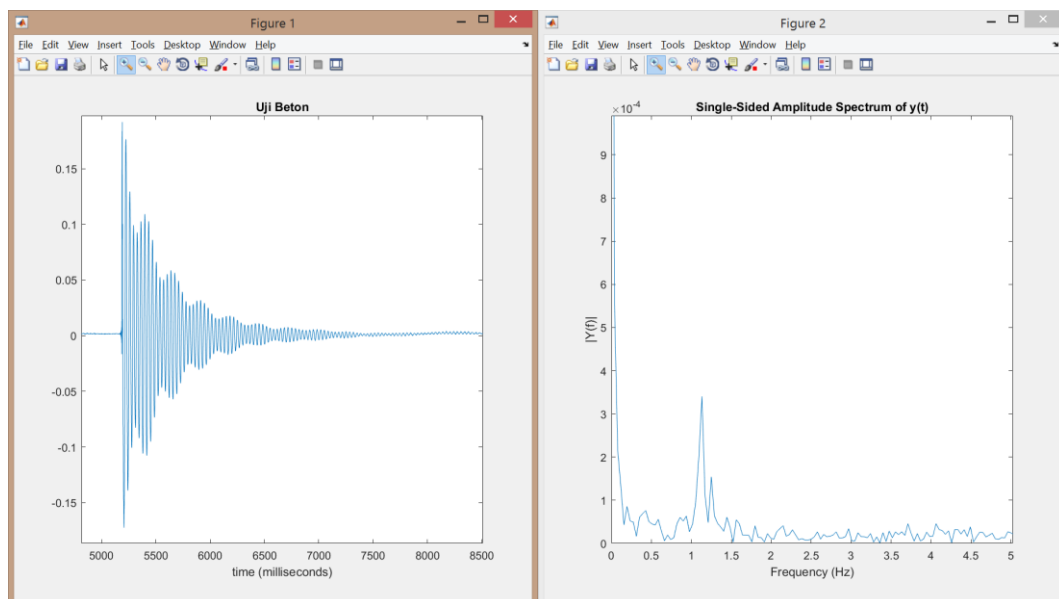 Figure 1
File Edit View Insert Tools Desktop Window Help
Uji Beton
0.15
0.1
0.05
0
-0.05
-0.1
-0.15
5000 5500 6000 6500 7000 7500 8000 8500
time (milliseconds)
Figure 2
File Edit View Insert Tools Desktop Window Help
×10-4
Single-Sided Amplitude Spectrum of y(t)
9
8
7
6
5
4
3
2
1
0
|Y(f)|
0 0.5 1 1.5 2 2.5 3 3.5 4 4.5 5
Frequency (Hz)